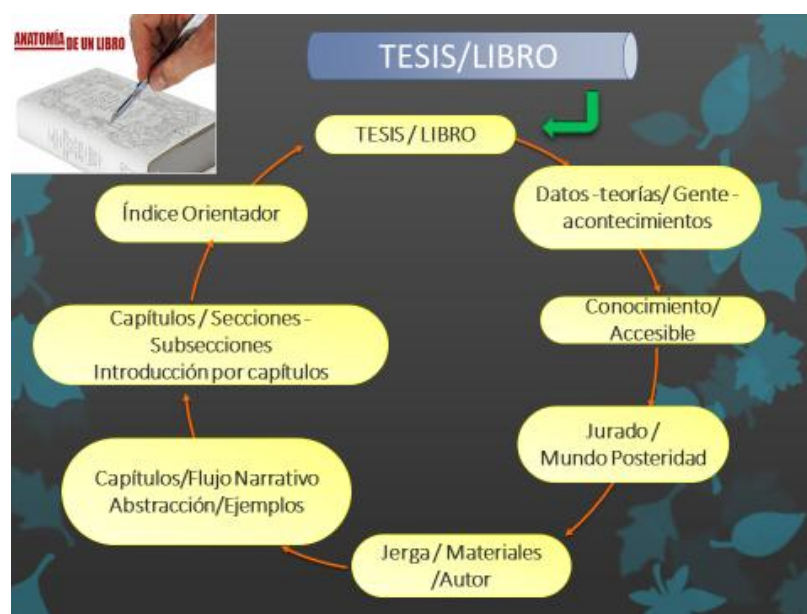 ANATOMÍA DE UN LIBRO
TESIS/LIBRO
TESIS / LIBRO
Datos -teorías/ Gente -
acontecimientos
Conocimiento/
Accesible
Jurado /
Mundo Posteridad
Jerga / Materiales
/Autor
Capítulos/Flujo Narrativo
Abstracción/Ejemplos
Capítulos / Secciones -
Subsecciones
Introducción por capítulos
Índice Orientador